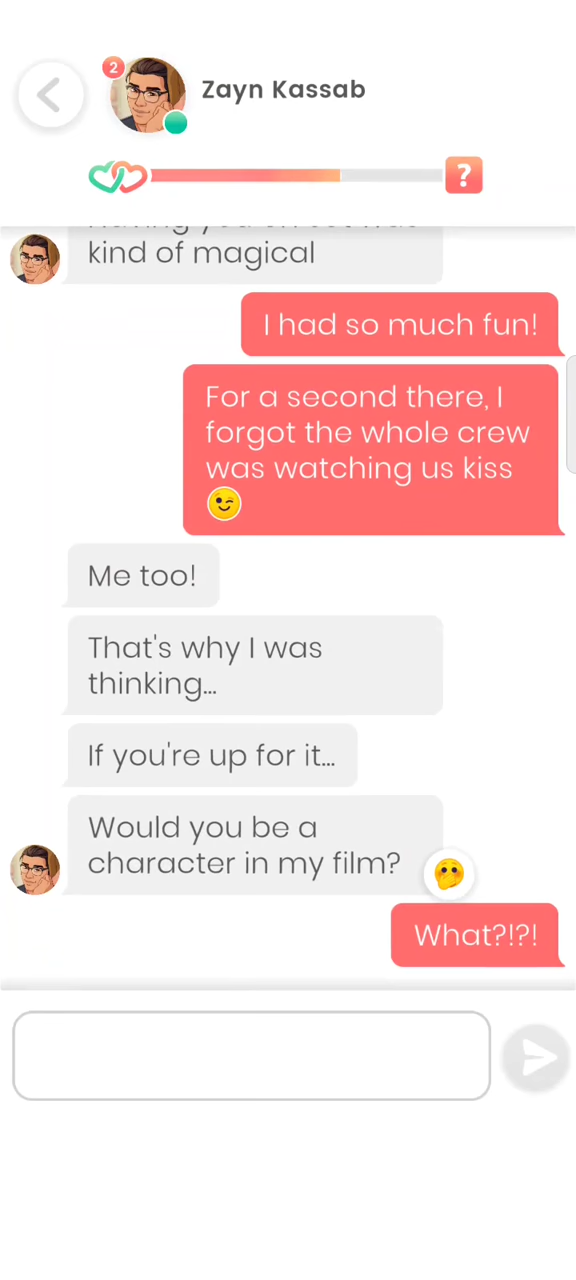 2
Zayn Kassab
?
kind of magical
I had so much fun!
For a second there, I
forgot the whole crew
was watching us kiss
😉
Me too!
That's why I was
thinking...
If you're up for it...
Would you be a
character in my film?
What?!?!